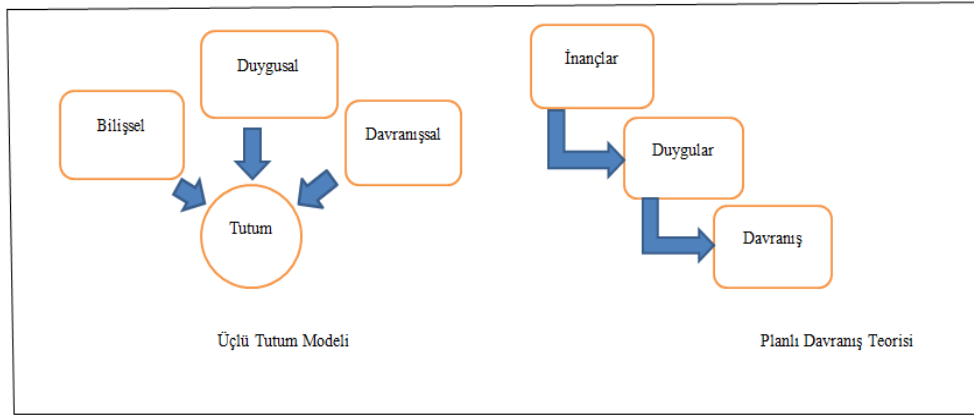 Duygusal
Bilişsel
Davranışsal
Tutum
Üçlü Tutum Modeli
İnançlar
Duygular
Davranış
Planlı Davranış Teorisi